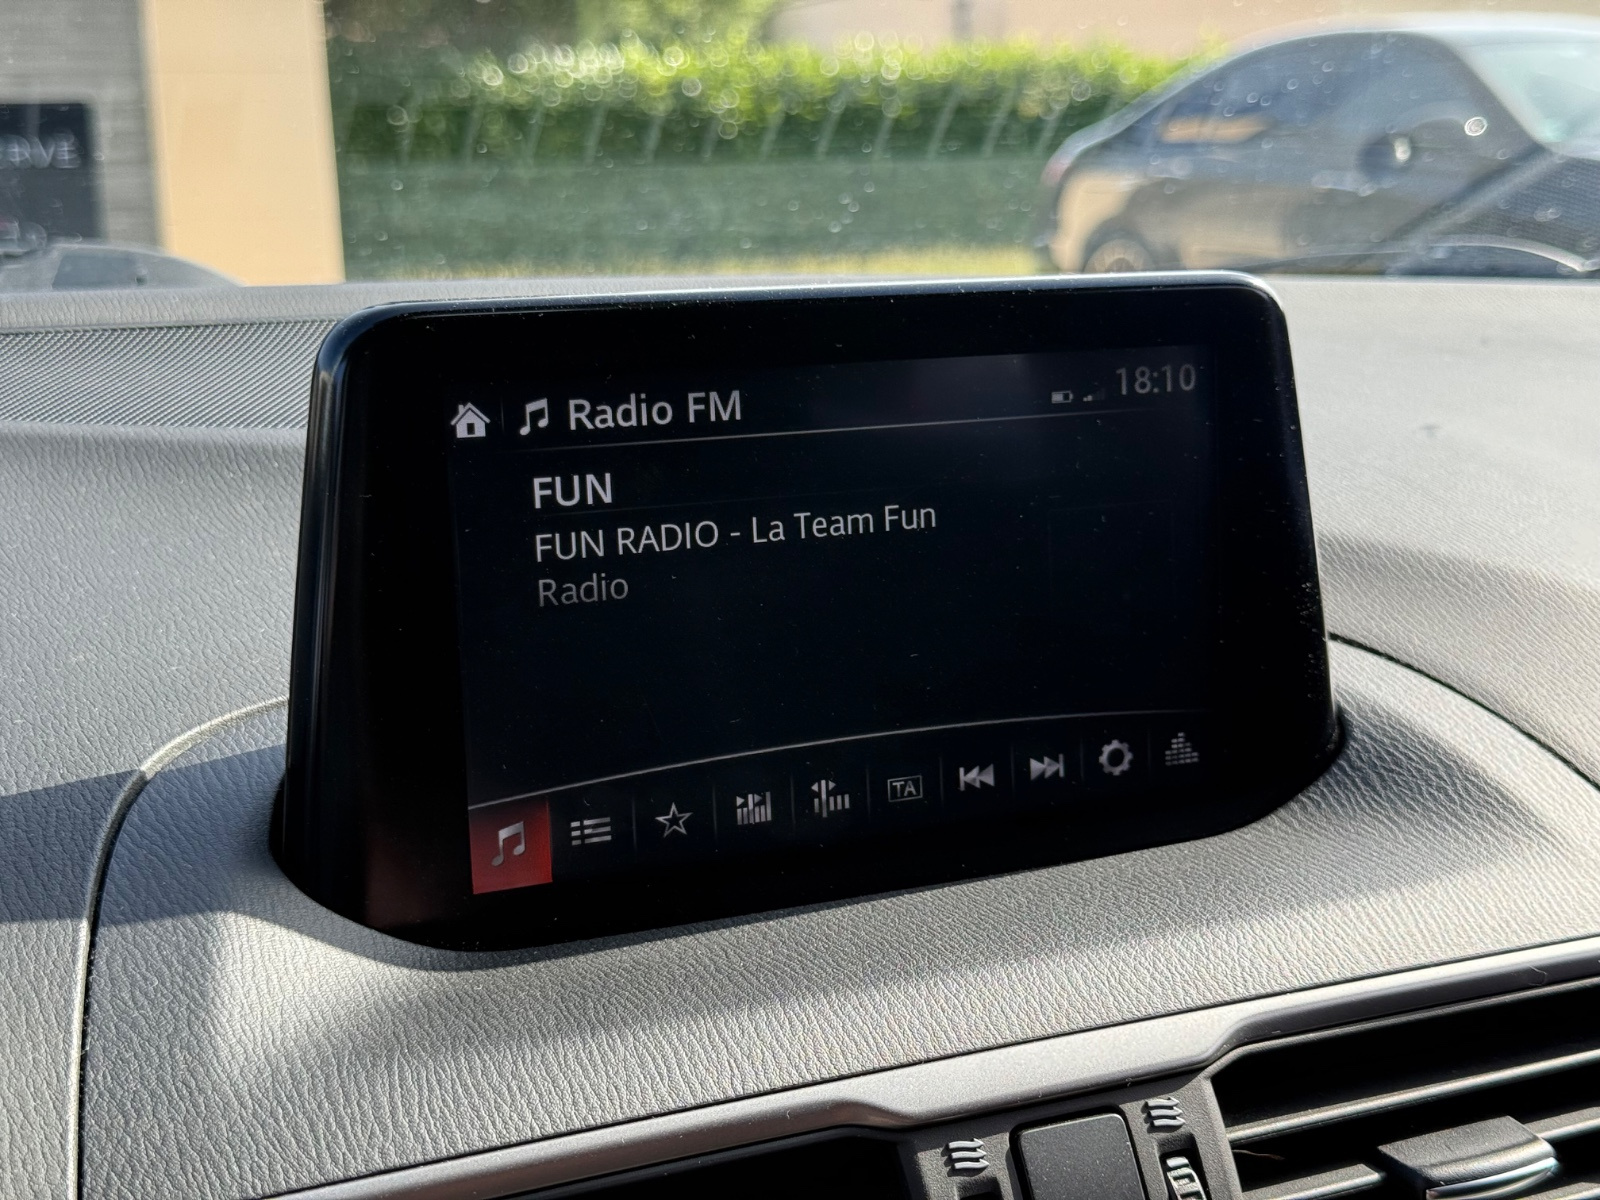 Radio FM
18:10
FUN
FUN RADIO - La Team Fun
Radio
TA